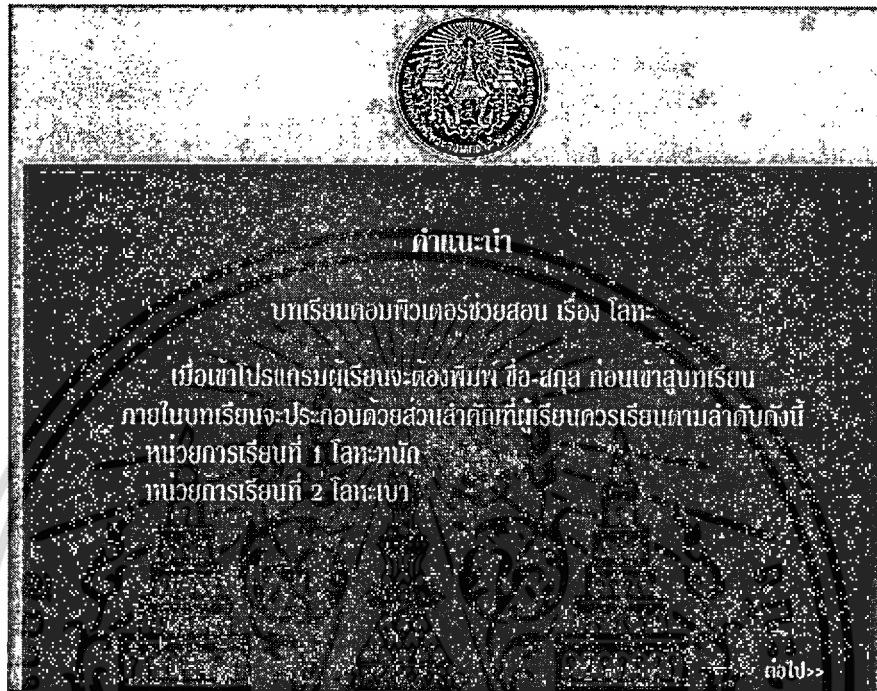 คำแนะนำ
บทเรียนคอมพิวเตอร์ช่วยสอน เรื่อง โลหะ
เมื่อเข้าโปรแกรมผู้เรียนจะต้องพิมพ์ ชื่อ-สกุล ก่อนเข้าสู่บทเรียน
ภายในบทเรียนจะประกอบด้วยส่วนสำคัญที่ผู้เรียนควรเรียนตามลำดับดังนี้
หน่วยการเรียนที่ 1 โลหะหนัก
หน่วยการเรียนที่ 2 โลหะเบา
ต่อไป>>